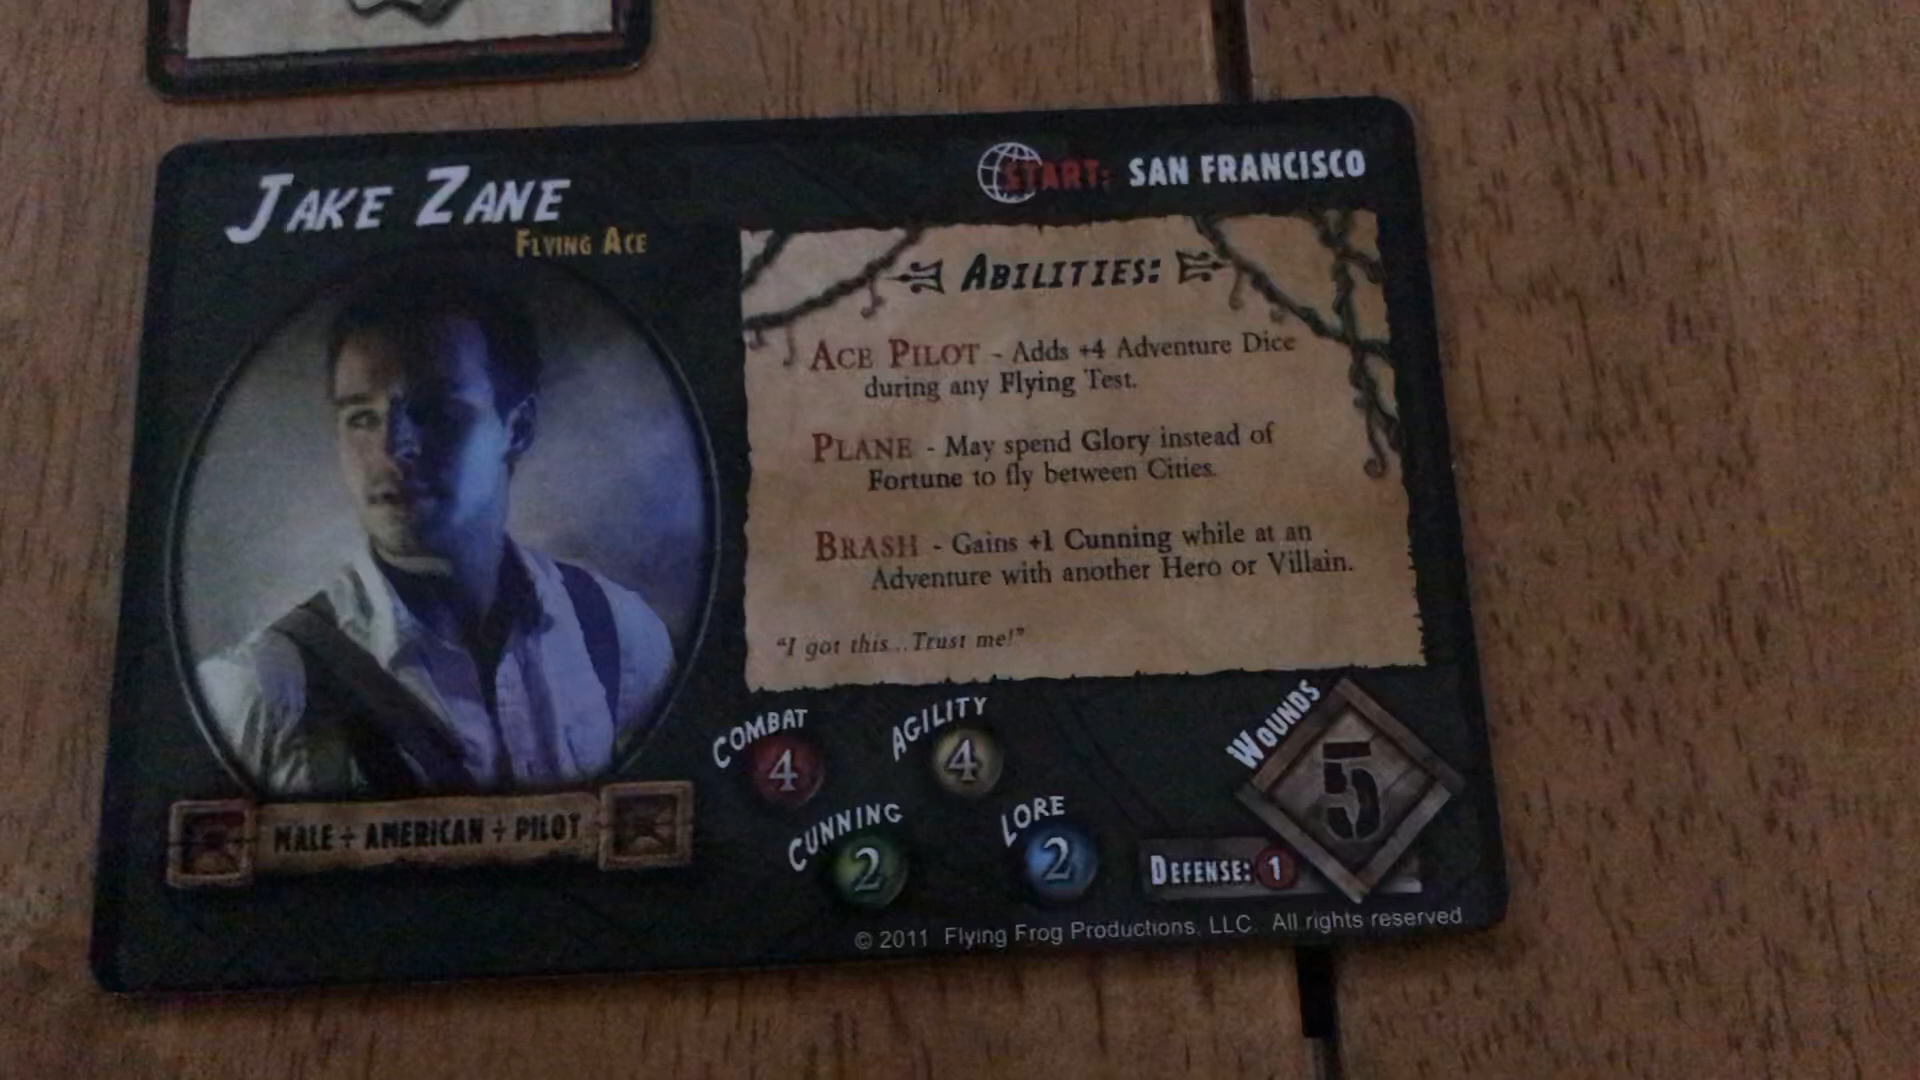 JAKE ZANE
FLYING ACE
START: SAN FRANCISCO
ABILITIES:
ACE PILOT - Adds +4 Adventure Dice
during any Flying Test.
PLANE - May spend Glory instead of
Fortune to fly between Cities.
BRASH - Gains +1 Cunning while at an
Adventure with another Hero or Villain.
"I got this...Trust me!"
MALE + AMERICAN + PILOT
COMBAT
4
AGILITY
4
CUNNING
2
LORE
2
WOUNDS
5
DEFENSE: 1
© 2011 Flying Frog Productions, LLC. All rights reserved.